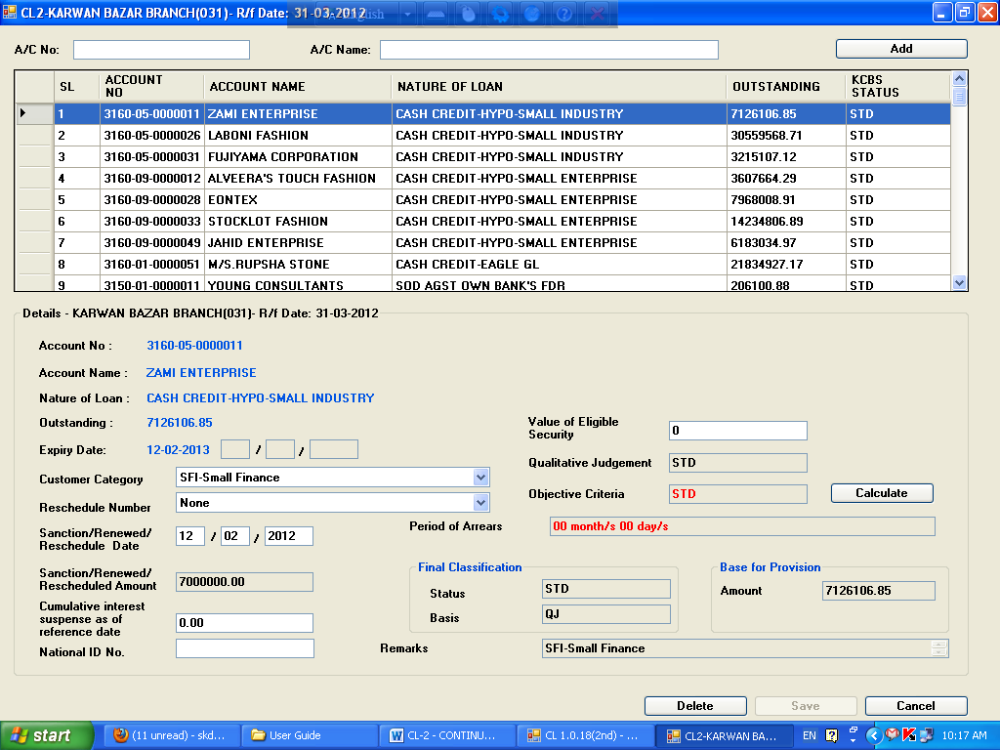 CL2-KARWAN BAZAR BRANCH(031)- R/f Date: 31-03-2012
A/C No: A/C Name: Add
SL ACCOUNT NO ACCOUNT NAME NATURE OF LOAN OUTSTANDING KCBS STATUS
1 3160-05-0000011 ZAMI ENTERPRISE CASH CREDIT-HYPO-SMALL INDUSTRY 7126106.85 STD
2 3160-05-0000026 LABONI FASHION CASH CREDIT-HYPO-SMALL INDUSTRY 30559568.71 STD
3 3160-05-0000031 FUJIYAMA CORPORATION CASH CREDIT-HYPO-SMALL INDUSTRY 3215107.12 STD
4 3160-09-0000012 ALVEERA'S TOUCH FASHION CASH CREDIT-HYPO-SMALL ENTERPRISE 3607664.29 STD
5 3160-09-0000028 EONTEX CASH CREDIT-HYPO-SMALL ENTERPRISE 7968008.91 STD
6 3160-09-0000033 STOCKLOT FASHION CASH CREDIT-HYPO-SMALL ENTERPRISE 14234806.89 STD
7 3160-09-0000049 JAHID ENTERPRISE CASH CREDIT-HYPO-SMALL ENTERPRISE 6183034.97 STD
8 3160-01-0000051 M/S.RUPSHA STONE CASH CREDIT-EAGLE GL 21834927.17 STD
9 3150-01-0000011 YOUNG CONSULTANTS SOD AGST OWN BANK'S FDR 206100.88 STD
Details - KARWAN BAZAR BRANCH(031)- R/f Date: 31-03-2012
Account No : 3160-05-0000011
Account Name : ZAMI ENTERPRISE
Nature of Loan : CASH CREDIT-HYPO-SMALL INDUSTRY
Outstanding : 7126106.85
Expiry Date: 12-02-2013 / /
Customer Category SFI-Small Finance
Reschedule Number None
Sanction/Renewed/
Reschedule Date 12 / 02 / 2012
Sanction/Renewed/
Rescheduled Amount 7000000.00
Cumulative interest
suspense as of
reference date 0.00
National ID No.
Value of Eligible
Security 0
Qualitative Judgement STD
Objective Criteria STD Calculate
Period of Arrears 00 month/s 00 day/s
Final Classification
Status STD
Basis QJ
Base for Provision
Amount 7126106.85
Remarks SFI-Small Finance
Delete Save Cancel
start (11 unread) - skd... User Guide CL-2 - CONTINU... CL 1.0.18(2nd) - ... CL2-KARWAN BA... EN 10:17 AM